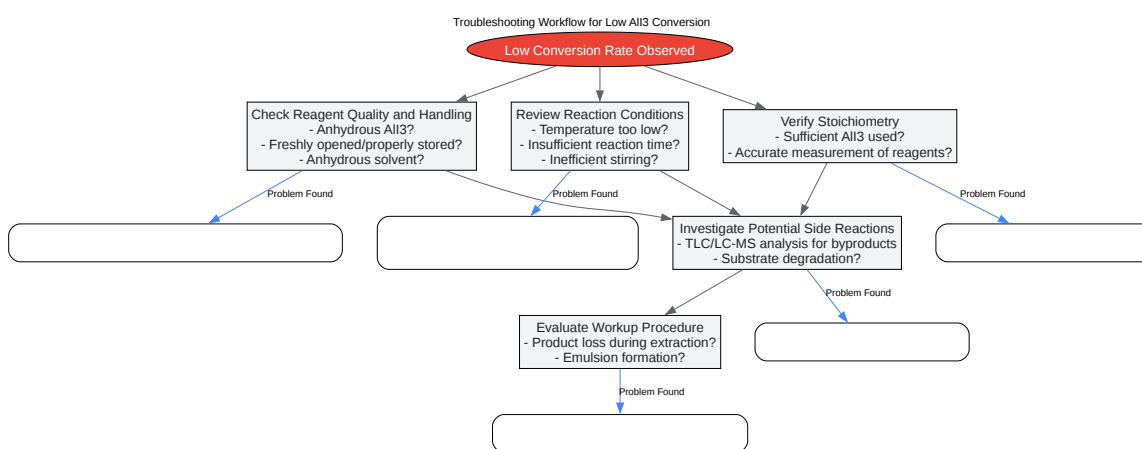 Troubleshooting Workflow for Low AlI3 Conversion
Low Conversion Rate Observed
Check Reagent Quality and Handling
- Anhydrous AlI3?
- Freshly opened/properly stored?
- Anhydrous solvent?
Review Reaction Conditions
- Temperature too low?
- Insufficient reaction time?
- Inefficient stirring?
Verify Stoichiometry
- Sufficient AlI3 used?
- Accurate measurement of reagents?
Problem Found
Problem Found
Problem Found
Investigate Potential Side Reactions
- TLC/LC-MS analysis for byproducts
- Substrate degradation?
Problem Found
Evaluate Workup Procedure
- Product loss during extraction?
- Emulsion formation?
Problem Found